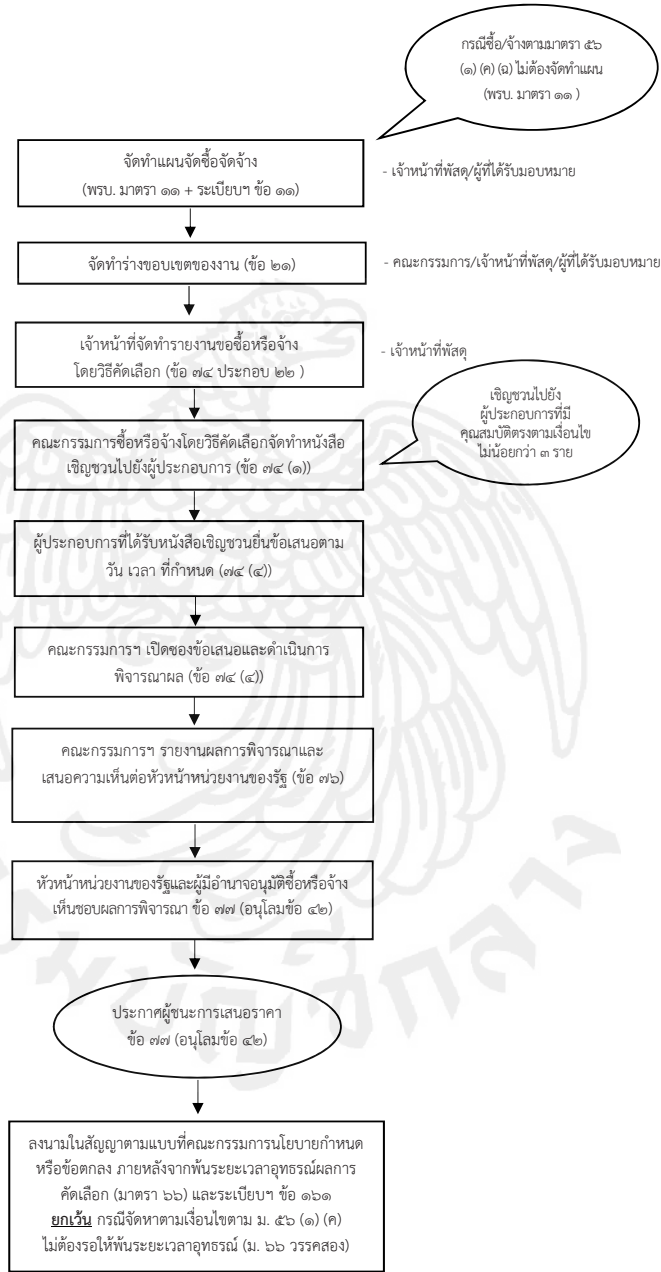 กรณีซื้อ/จ้างตามมาตรา ๕๖
(๑) (ค) (ฉ) ไม่ต้องจัดทำแผน
(พรบ. มาตรา ๑๑ )
จัดทำแผนจัดซื้อจัดจ้าง
(พรบ. มาตรา ๑๑ + ระเบียบฯ ข้อ ๑๑)
- เจ้าหน้าที่พัสดุ/ผู้ที่ได้รับมอบหมาย
จัดทำร่างขอบเขตของงาน (ข้อ ๒๑)
- คณะกรรมการ/เจ้าหน้าที่พัสดุ/ผู้ที่ได้รับมอบหมาย
เจ้าหน้าที่จัดทำรายงานขอซื้อหรือจ้าง
โดยวิธีคัดเลือก (ข้อ ๗๔ ประกอบ ๒๒ )
- เจ้าหน้าที่พัสดุ
เชิญชวนไปยัง
ผู้ประกอบการที่มี
คุณสมบัติตรงตามเงื่อนไข
ไม่น้อยกว่า ๓ ราย
คณะกรรมการซื้อหรือจ้างโดยวิธีคัดเลือกจัดทำหนังสือ
เชิญชวนไปยังผู้ประกอบการ (ข้อ ๗๔ (๑))
ผู้ประกอบการที่ได้รับหนังสือเชิญชวนยื่นข้อเสนอตาม
วัน เวลา ที่กำหนด (๗๔ (๔))
คณะกรรมการฯ เปิดซองข้อเสนอและดำเนินการ
พิจารณาผล (ข้อ ๗๔ (๔))
คณะกรรมการฯ รายงานผลการพิจารณาและ
เสนอความเห็นต่อหัวหน้าหน่วยงานของรัฐ (ข้อ ๗๖)
หัวหน้าหน่วยงานของรัฐและผู้มีอำนาจอนุมัติซื้อหรือจ้าง
เห็นชอบผลการพิจารณา ข้อ ๗๗ (อนุโลมข้อ ๔๒)
ประกาศผู้ชนะการเสนอราคา
ข้อ ๗๗ (อนุโลมข้อ ๔๒)
ลงนามในสัญญาตามแบบที่คณะกรรมการนโยบายกำหนด
หรือข้อตกลง ภายหลังจากพ้นระยะเวลาอุทธรณ์ผลการ
คัดเลือก (มาตรา ๖๖) และระเบียบฯ ข้อ ๑๖๑
ยกเว้น กรณีจัดหาตามเงื่อนไขตาม ม. ๕๖ (๑) (ค)
ไม่ต้องรอให้พ้นระยะเวลาอุทธรณ์ (ม. ๖๖ วรรคสอง)